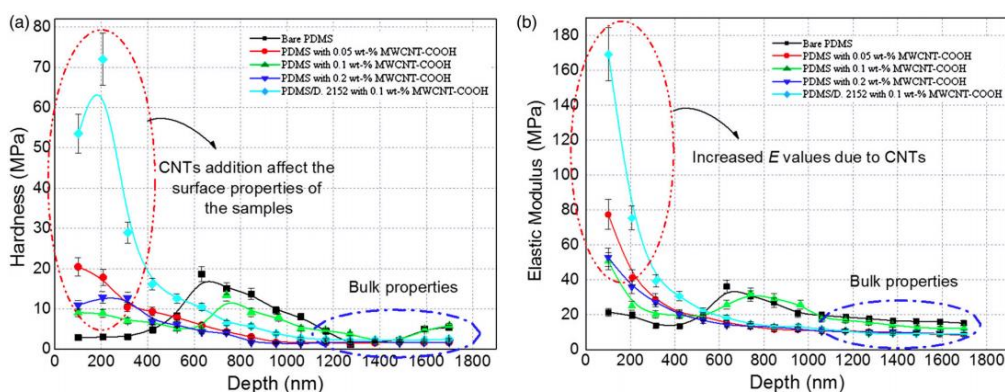 (a)
80
70
60
50
40
30
20
10
0
Hardness (MPa)
Bare PDMS
PDMS with 0.05 wt-% MWCNT-COOH
PDMS with 0.1 wt-% MWCNT-COOH
PDMS with 0.2 wt-% MWCNT-COOH
PDMS/D. 2152 with 0.1 wt-% MWCNT-COOH
CNTs addition affect the
surface properties of
the samples
Bulk properties
0 200 400 600 800 1000 1200 1400 1600 1800
Depth (nm)
(b)
180
160
140
120
100
80
60
40
20
0
Elastic Modulus (MPa)
Bare PDMS
PDMS with 0.05 wt-% MWCNT-COOH
PDMS with 0.1 wt-% MWCNT-COOH
PDMS with 0.2 wt-% MWCNT-COOH
PDMS/D. 2152 with 0.1 wt-% MWCNT-COOH
Increased E values due to CNTs
Bulk properties
0 200 400 600 800 1000 1200 1400 1600 1800
Depth (nm)